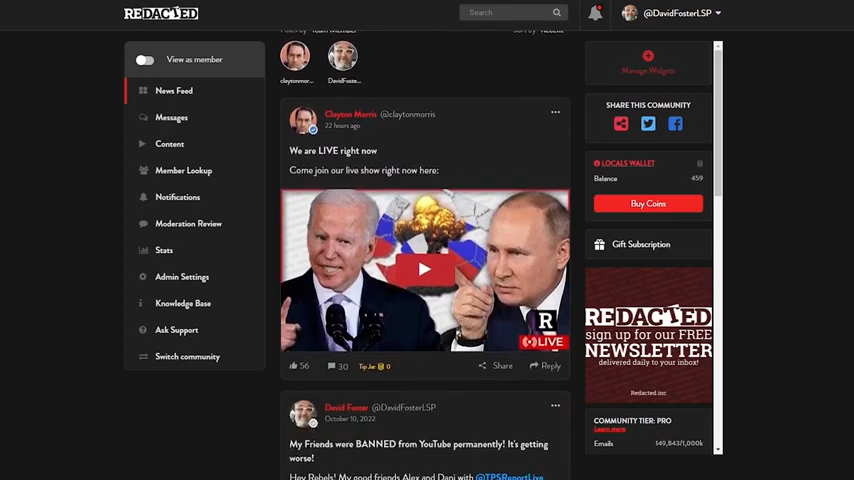 REDACTED
Search
@DavidFosterLSP
View as member
News Feed
Messages
Content
Member Lookup
Notifications
Moderation Review
Stats
Admin Settings
Knowledge Base
Ask Support
Switch community
claytonmor...
DavidFoste...
Clayton Morris @claytonmorris
22 hours ago
We are LIVE right now
Come join our live show right now here:
R
LIVE
56
30
Tip Jar 0
Share
Reply
David Foster @DavidFosterLSP
October 10, 2022
My Friends were BANNED from YouTube permanently! It's getting
worse!
Hey Rebels! My good friends Alex and Dani with @TPSReportLive
Manage Widgets
SHARE THIS COMMUNITY
LOCALS WALLET
Balance 459
Buy Coins
Gift Subscription
REDACTED
sign up for our FREE
NEWSLETTER
delivered daily to your inbox!
Redacted.inc
COMMUNITY TIER: PRO
Learn more
Emails 149,843/1,000k